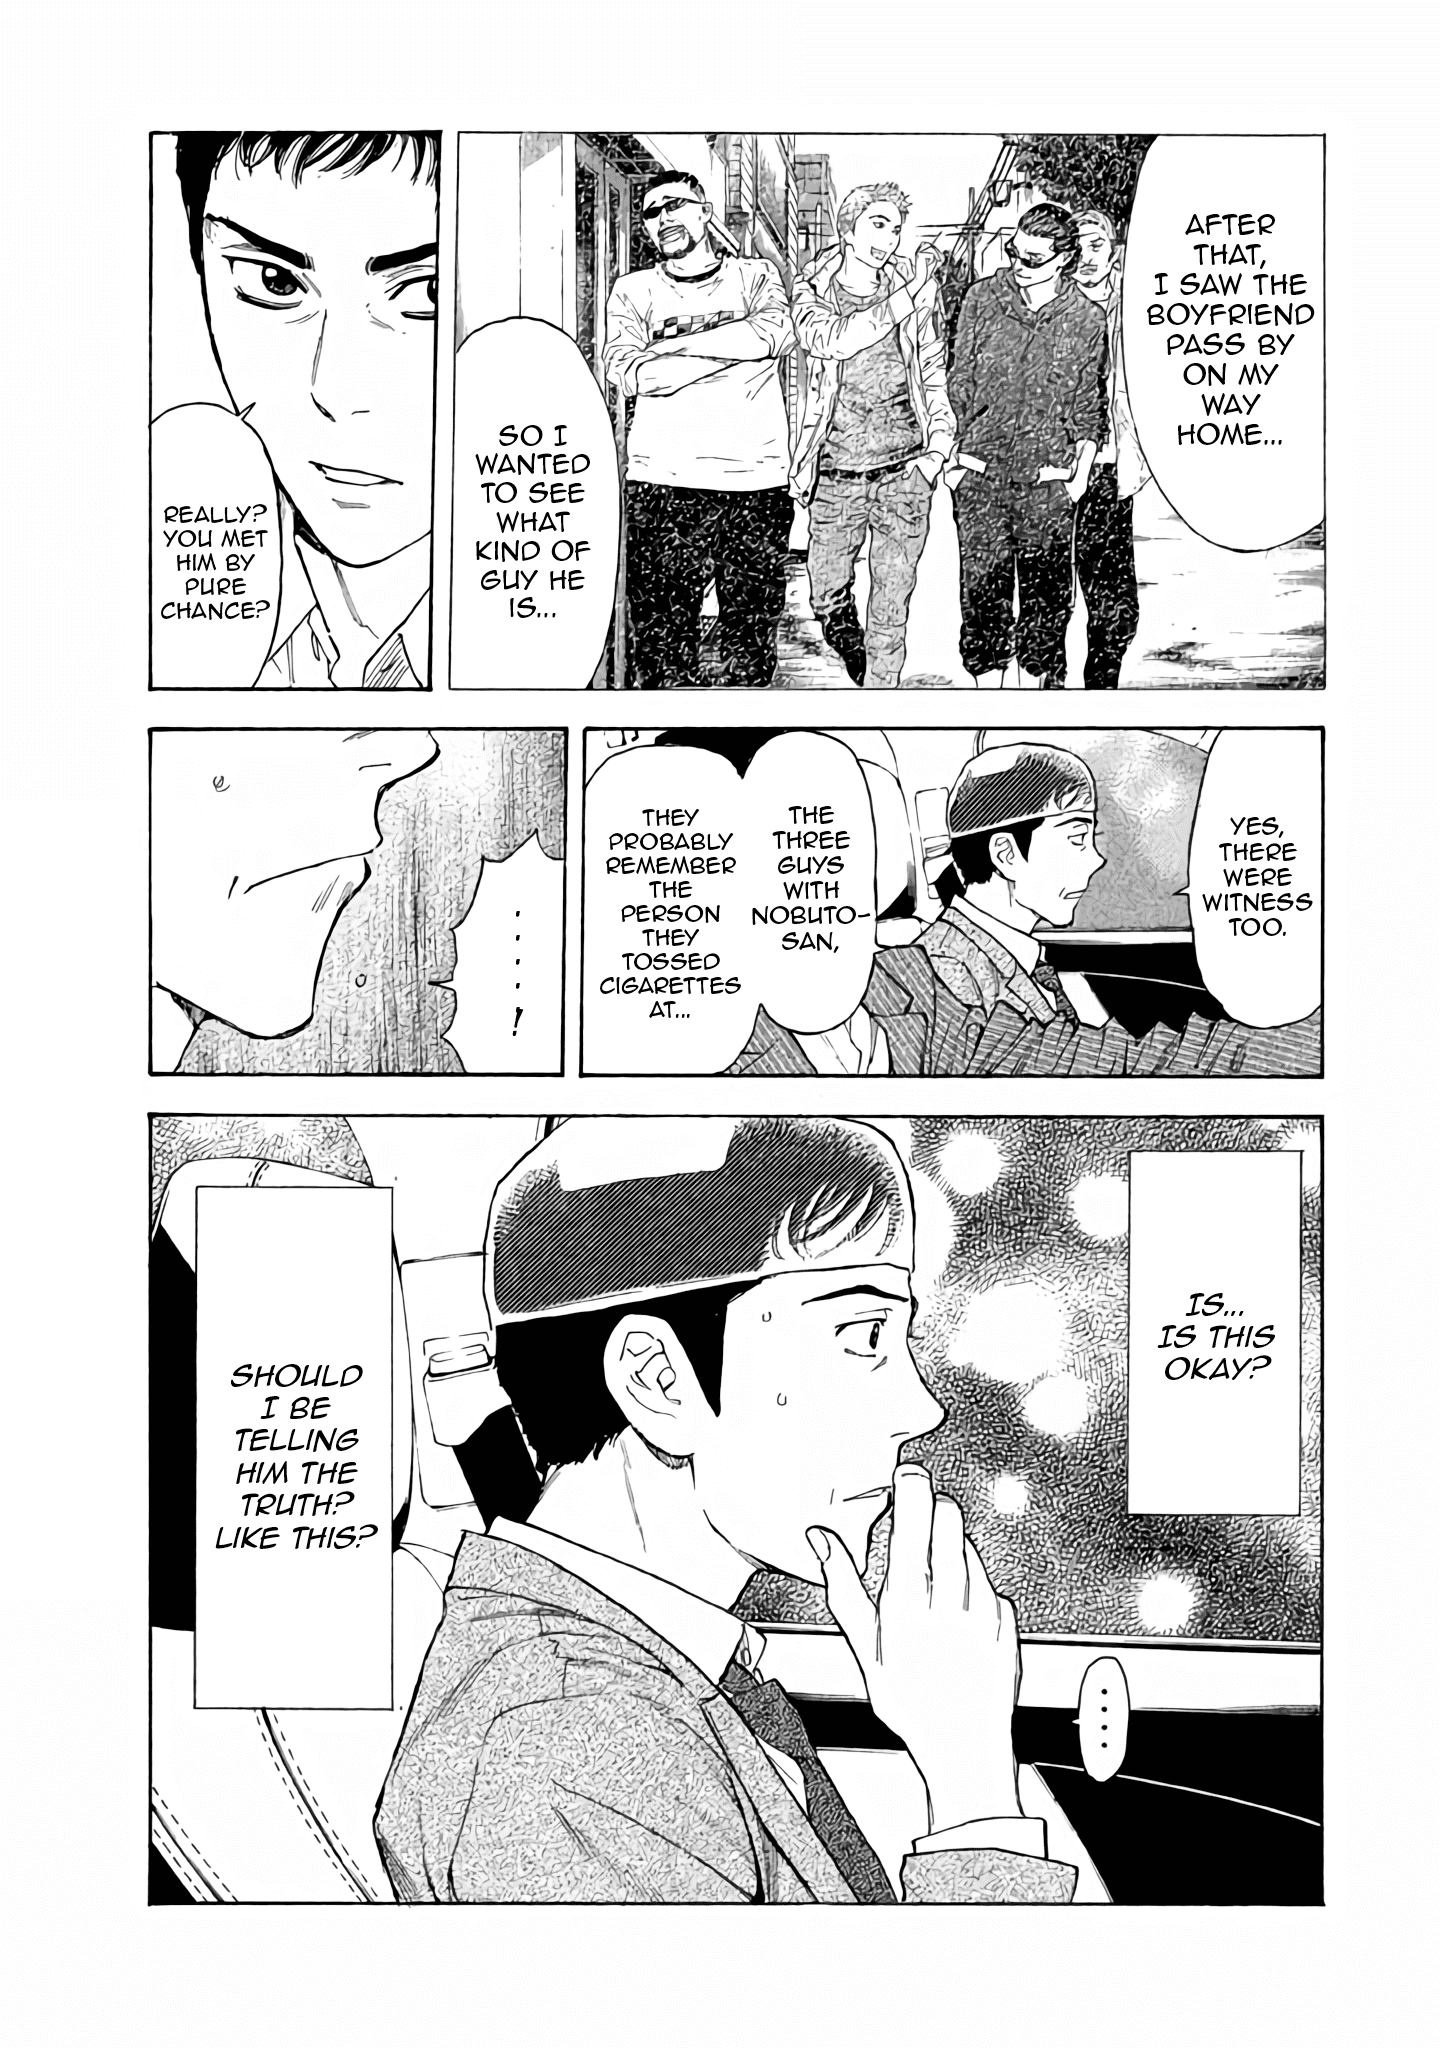 AFTER
THAT,
I SAW THE
BOYFRIEND
PASS BY
ON MY
WAY
HOME...
SO I
WANTED
TO SEE
WHAT
KIND OF
GUY HE
IS...
REALLY?
YOU MET
HIM BY
PURE
CHANCE?
YES,
THERE
WERE
WITNESS
TOO.
THE
THREE
GUYS
WITH
NOBUTO-
SAN,
THEY
PROBABLY
REMEMBER
THE
PERSON
THEY
TOSSED
CIGARETTES
AT...
.....!
IS...
IS THIS
OKAY?
SHOULD
I BE
TELLING
HIM THE
TRUTH?
LIKE THIS?
....